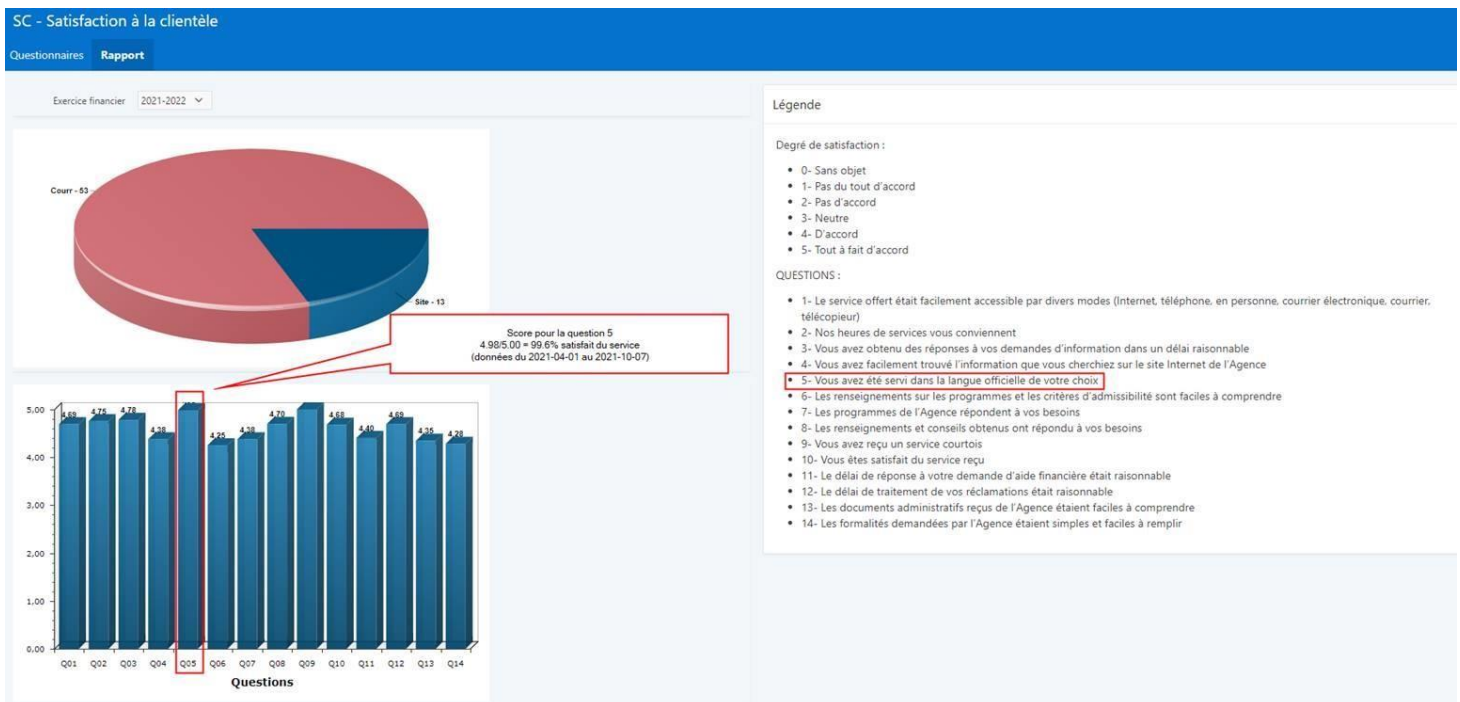 SC - Satisfaction à la clientèle
Questionnaires Rapport
Exercice financier 2021-2022
Courr - 53
Site - 13
Score pour la question 5
4.98/5.00 = 99.6% satisfait du service
(données du 2021-04-01 au 2021-10-07)
5.00
4.00
3.00
2.00
1.00
0.00
4,69 4,75 4,78 4,38 4,25 4,38 4,70 4,68 4,40 4,69 4,35 4,28
Q01 Q02 Q03 Q04 Q05 Q06 Q07 Q08 Q09 Q10 Q11 Q12 Q13 Q14
Questions
Légende
Degré de satisfaction :
0- Sans objet
1- Pas du tout d'accord
2- Pas d'accord
3- Neutre
4- D'accord
5- Tout à fait d'accord
QUESTIONS :
1- Le service offert était facilement accessible par divers modes (Internet, téléphone, en personne, courrier électronique, courrier,
télécopieur)
2- Nos heures de services vous conviennent
3- Vous avez obtenu des réponses à vos demandes d'information dans un délai raisonnable
4- Vous avez facilement trouvé l'information que vous cherchiez sur le site Internet de l'Agence
5- Vous avez été servi dans la langue officielle de votre choix
6- Les renseignements sur les programmes et les critères d'admissibilité sont faciles à comprendre
7- Les programmes de l'Agence répondent à vos besoins
8- Les renseignements et conseils obtenus ont répondu à vos besoins
9- Vous avez reçu un service courtois
10- Vous êtes satisfait du service reçu
11- Le délai de réponse à votre demande d'aide financière était raisonnable
12- Le délai de traitement de vos réclamations était raisonnable
13- Les documents administratifs reçus de l'Agence étaient faciles à comprendre
14- Les formalités demandées par l'Agence étaient simples et faciles à remplir